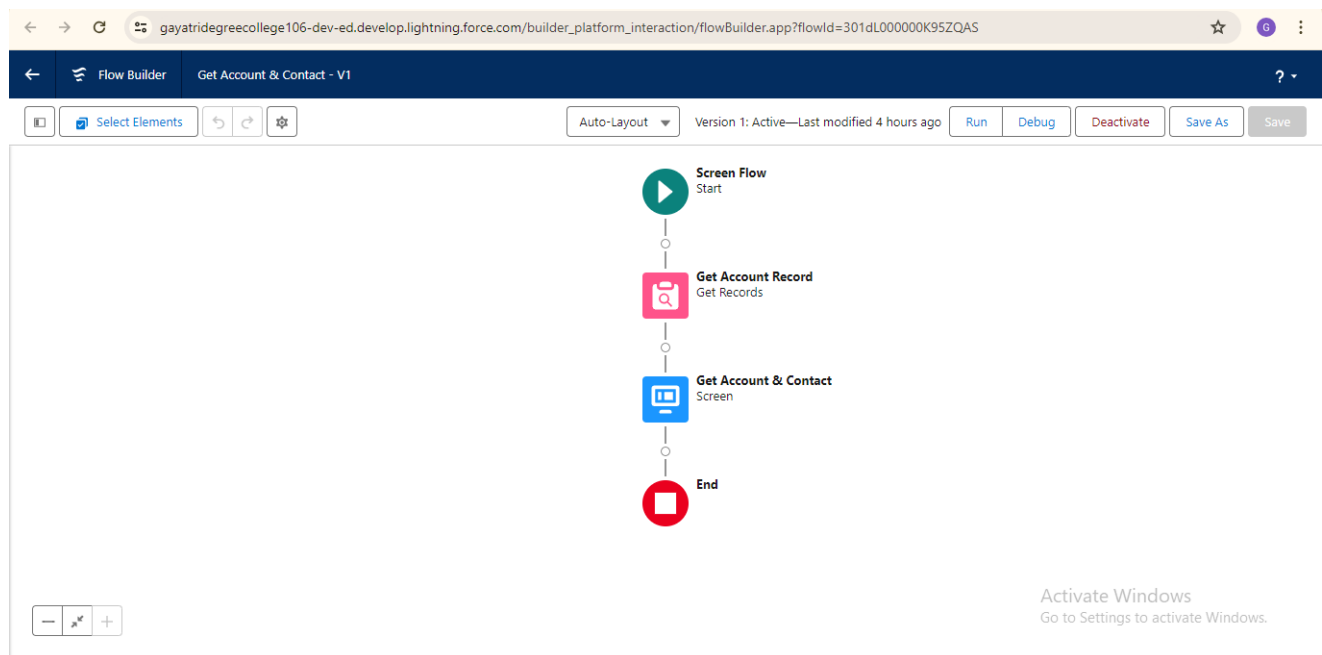 gayatridegreecollege106-dev-ed.develop.lightning.force.com/builder_platform_interaction/flowBuilder.app?flowId=301dL000000K95ZQAS
G
Flow Builder Get Account & Contact - V1 ?
Select Elements Auto-Layout Version 1: Active—Last modified 4 hours ago Run Debug Deactivate Save As Save
Screen Flow
Start
Get Account Record
Get Records
Get Account & Contact
Screen
End
Activate Windows
Go to Settings to activate Windows.